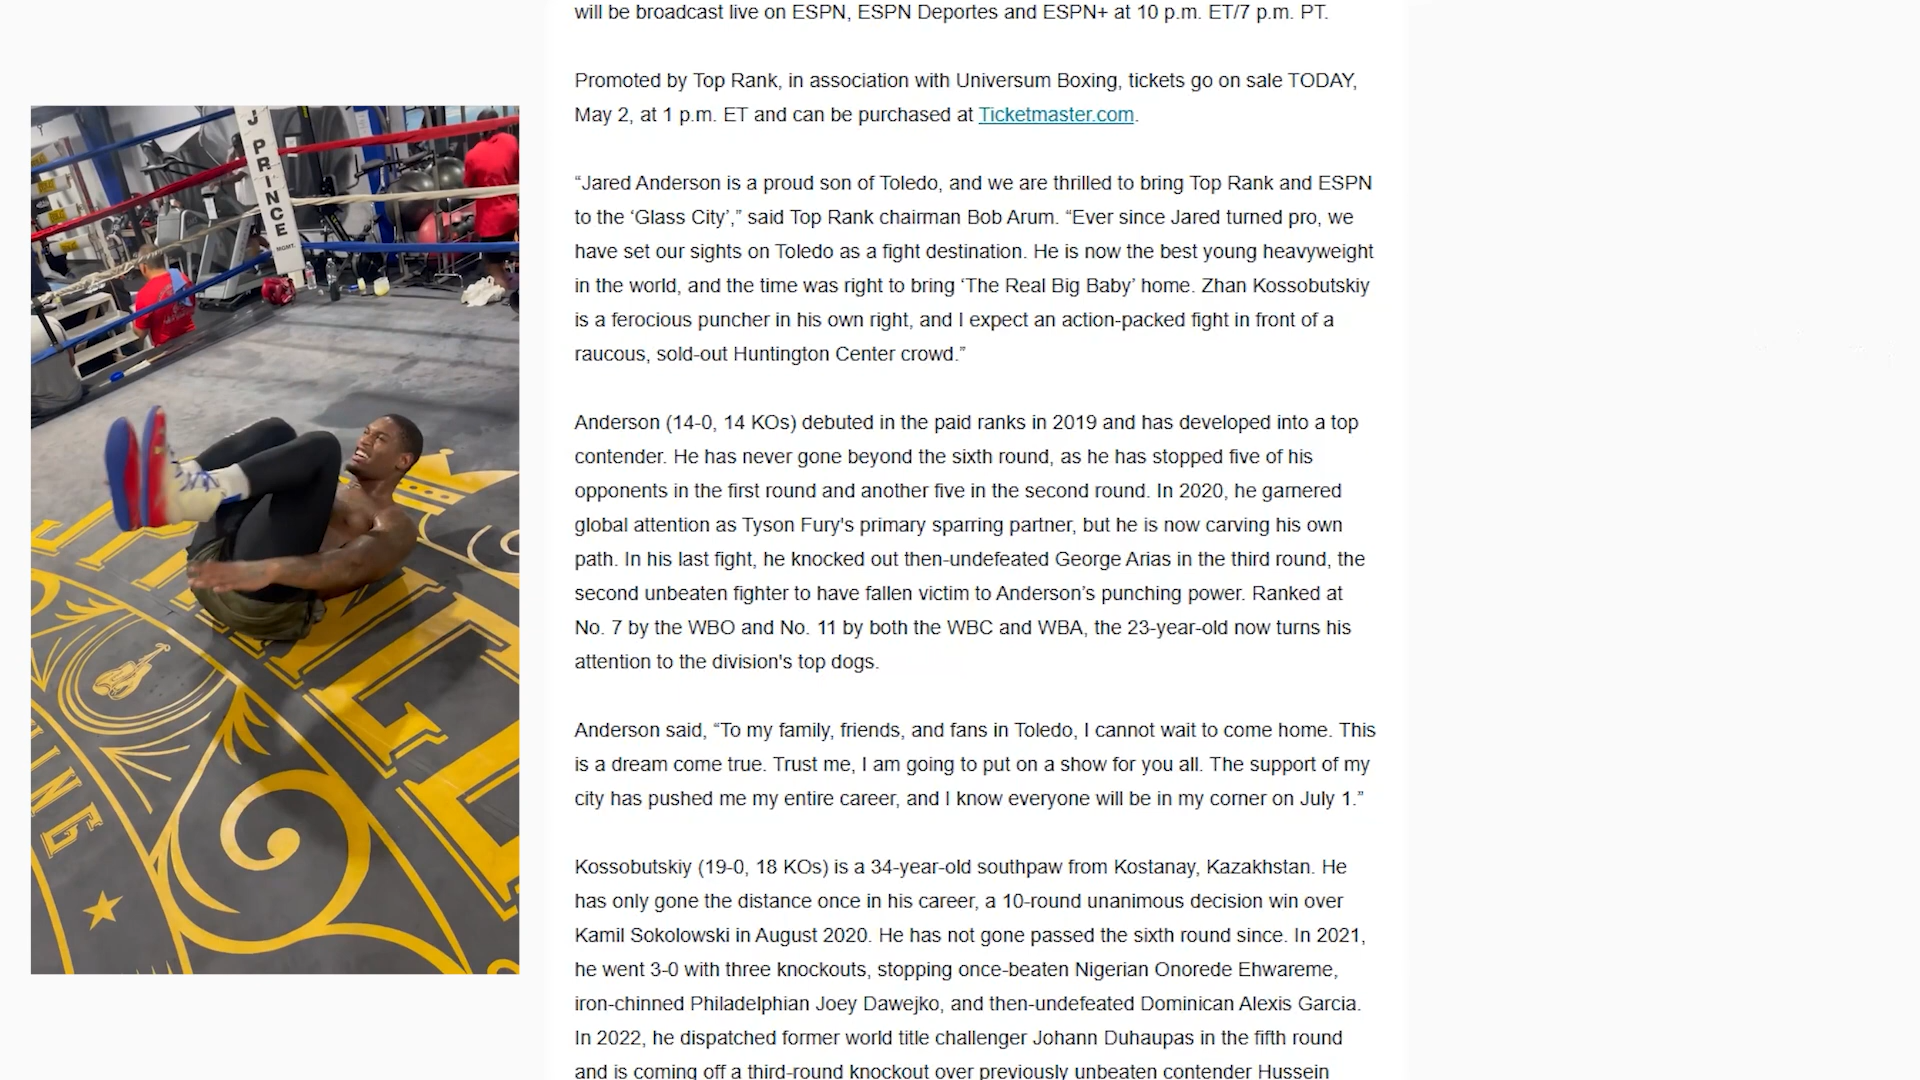 will be broadcast live on ESPN, ESPN Deportes and ESPN+ at 10 p.m. ET/7 p.m. PT.
Promoted by Top Rank, in association with Universum Boxing, tickets go on sale TODAY,
May 2, at 1 p.m. ET and can be purchased at Ticketmaster.com.
“Jared Anderson is a proud son of Toledo, and we are thrilled to bring Top Rank and ESPN
to the ‘Glass City’,” said Top Rank chairman Bob Arum. “Ever since Jared turned pro, we
have set our sights on Toledo as a fight destination. He is now the best young heavyweight
in the world, and the time was right to bring ‘The Real Big Baby’ home. Zhan Kossobutskiy
is a ferocious puncher in his own right, and I expect an action-packed fight in front of a
raucous, sold-out Huntington Center crowd.”
Anderson (14-0, 14 KOs) debuted in the paid ranks in 2019 and has developed into a top
contender. He has never gone beyond the sixth round, as he has stopped five of his
opponents in the first round and another five in the second round. In 2020, he garnered
global attention as Tyson Fury's primary sparring partner, but he is now carving his own
path. In his last fight, he knocked out then-undefeated George Arias in the third round, the
second unbeaten fighter to have fallen victim to Anderson’s punching power. Ranked at
No. 7 by the WBO and No. 11 by both the WBC and WBA, the 23-year-old now turns his
attention to the division's top dogs.
Anderson said, “To my family, friends, and fans in Toledo, I cannot wait to come home. This
is a dream come true. Trust me, I am going to put on a show for you all. The support of my
city has pushed me my entire career, and I know everyone will be in my corner on July 1.”
Kossobutskiy (19-0, 18 KOs) is a 34-year-old southpaw from Kostanay, Kazakhstan. He
has only gone the distance once in his career, a 10-round unanimous decision win over
Kamil Sokolowski in August 2020. He has not gone passed the sixth round since. In 2021,
he went 3-0 with three knockouts, stopping once-beaten Nigerian Onorede Ehwareme,
iron-chinned Philadelphian Joey Dawejko, and then-undefeated Dominican Alexis Garcia.
In 2022, he dispatched former world title challenger Johann Duhaupas in the fifth round
and is coming off a third-round knockout over previously unbeaten contender Hussein
J PRINCE
MGMT.